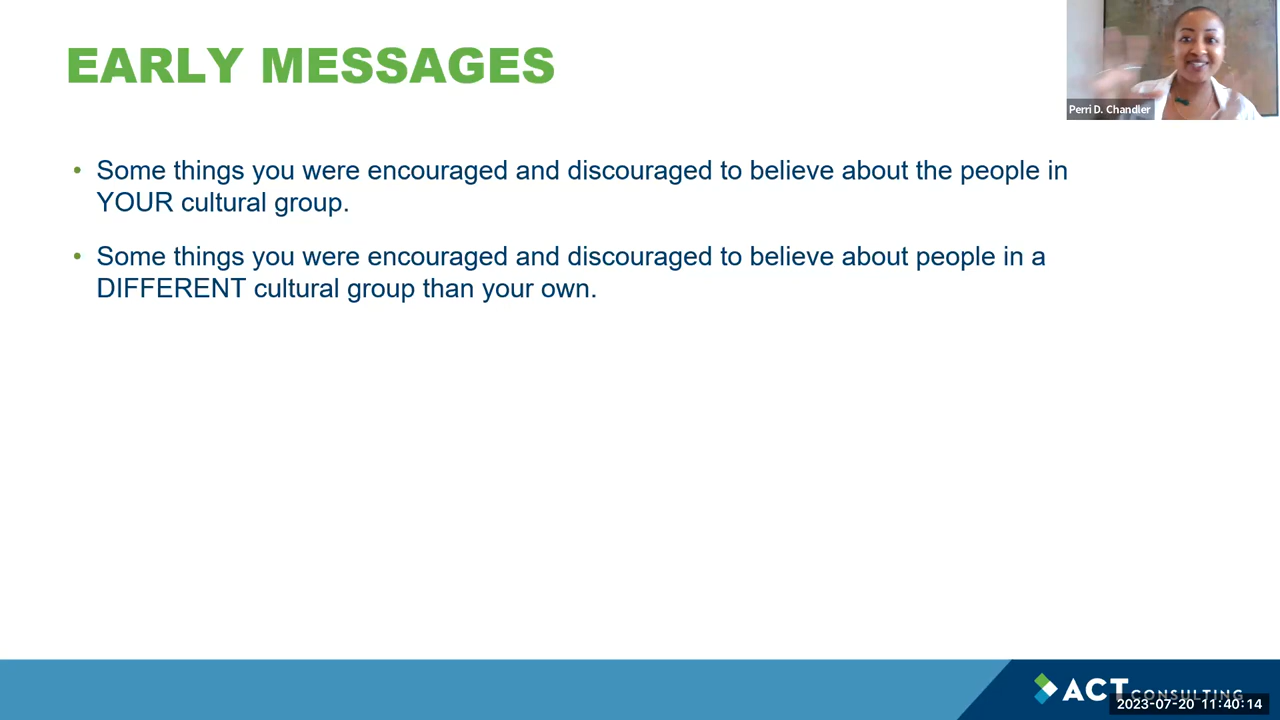 EARLY MESSAGES
Perri D. Chandler
• Some things you were encouraged and discouraged to believe about the people in
YOUR cultural group.
• Some things you were encouraged and discouraged to believe about people in a
DIFFERENT cultural group than your own.
ACT CONSULTING
2023-07-20 11:40:14